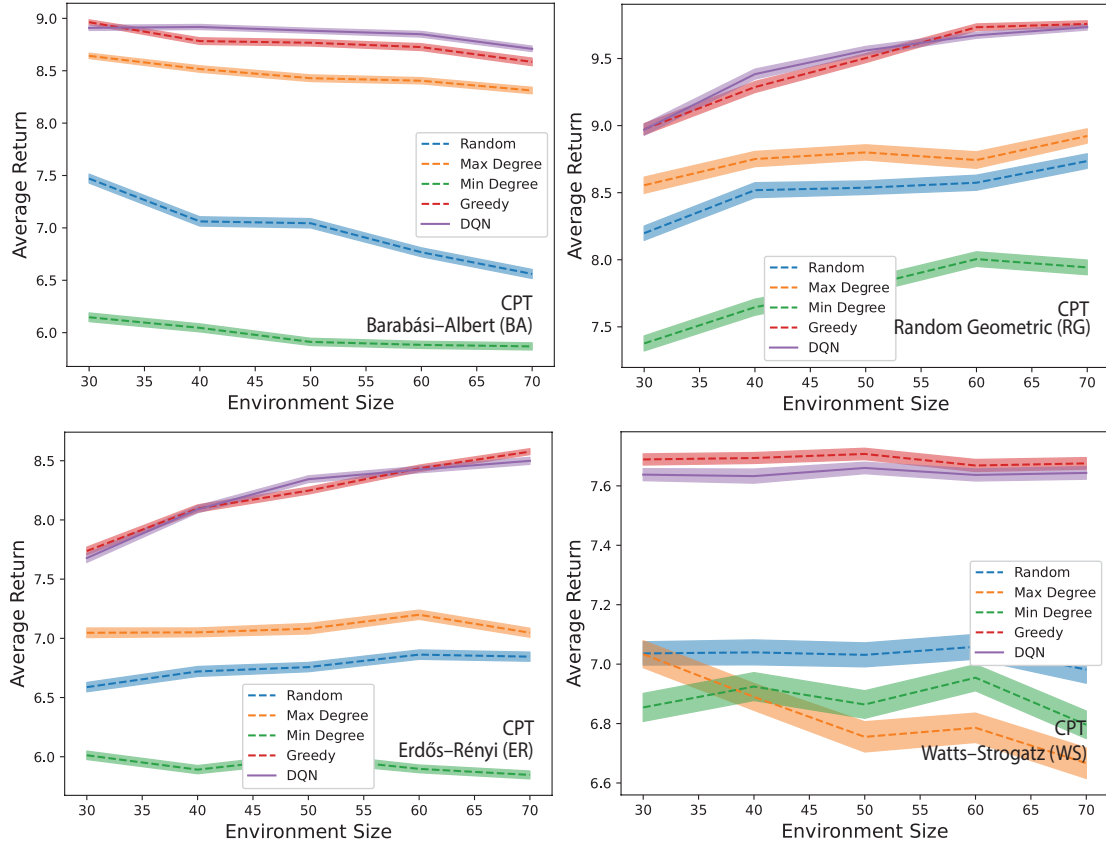 9.0
8.5
8.0
7.5
7.0
6.5
6.0
Average Return
30 35 40 45 50 55 60 65 70
Environment Size
Random
Max Degree
Min Degree
Greedy
DQN
CPT
Barabási–Albert (BA)
9.5
9.0
8.5
8.0
7.5
Average Return
30 35 40 45 50 55 60 65 70
Environment Size
Random
Max Degree
Min Degree
Greedy
DQN
CPT
Random Geometric (RG)
8.5
8.0
7.5
7.0
6.5
6.0
Average Return
30 35 40 45 50 55 60 65 70
Environment Size
Random
Max Degree
Min Degree
Greedy
DQN
CPT
Erdős–Rényi (ER)
7.6
7.4
7.2
7.0
6.8
6.6
Average Return
30 35 40 45 50 55 60 65 70
Environment Size
Random
Max Degree
Min Degree
Greedy
DQN
CPT
Watts–Strogatz (WS)